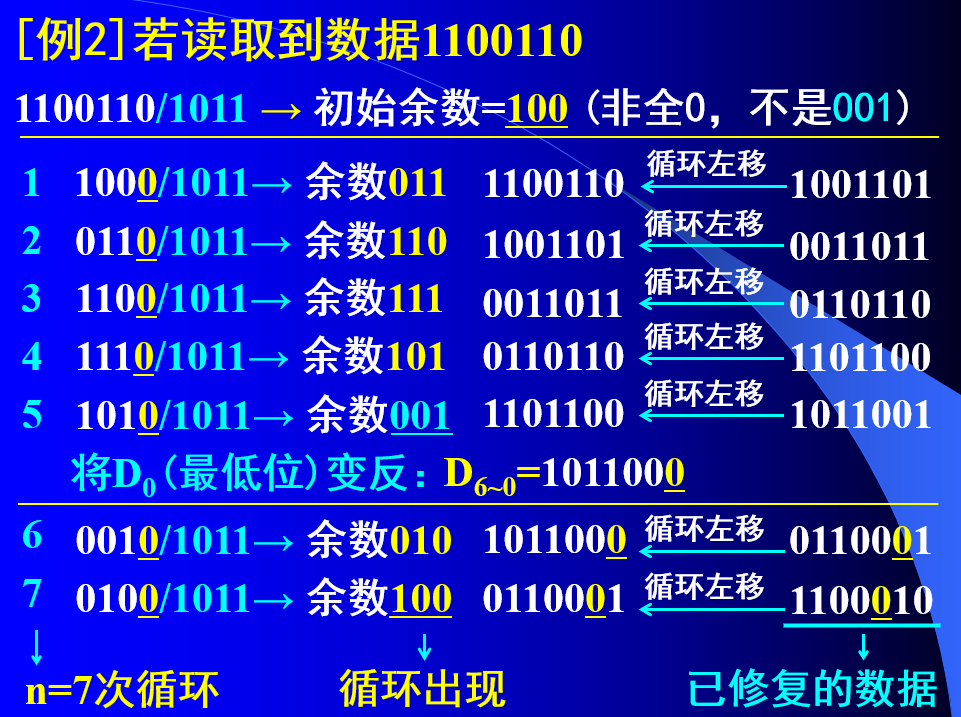 [例2]若读取到数据1100110
1100110/1011 → 初始余数=100 (非全0，不是001)
1 1000/1011→ 余数011 1100110 循环左移 1001101
2 0110/1011→ 余数110 1001101 循环左移 0011011
3 1100/1011→ 余数111 0011011 循环左移 0110110
4 1110/1011→ 余数101 0110110 循环左移 1101100
5 1010/1011→ 余数001 1101100 循环左移 1011001
将D0(最低位)变反：D6~0=1011000
6 0010/1011→ 余数010 1011000 循环左移 0110001
7 0100/1011→ 余数100 0110001 循环左移 1100010
n=7次循环 循环出现 已修复的数据